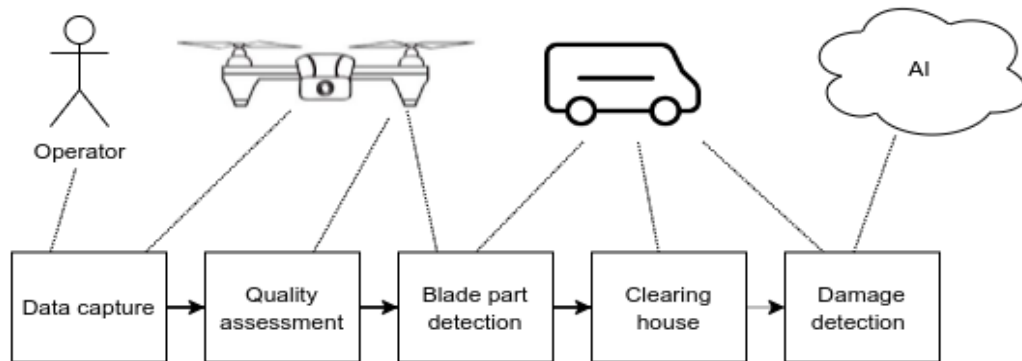 AI
Operator
Data capture
Quality
assessment
Blade part
detection
Clearing
house
Damage
detection